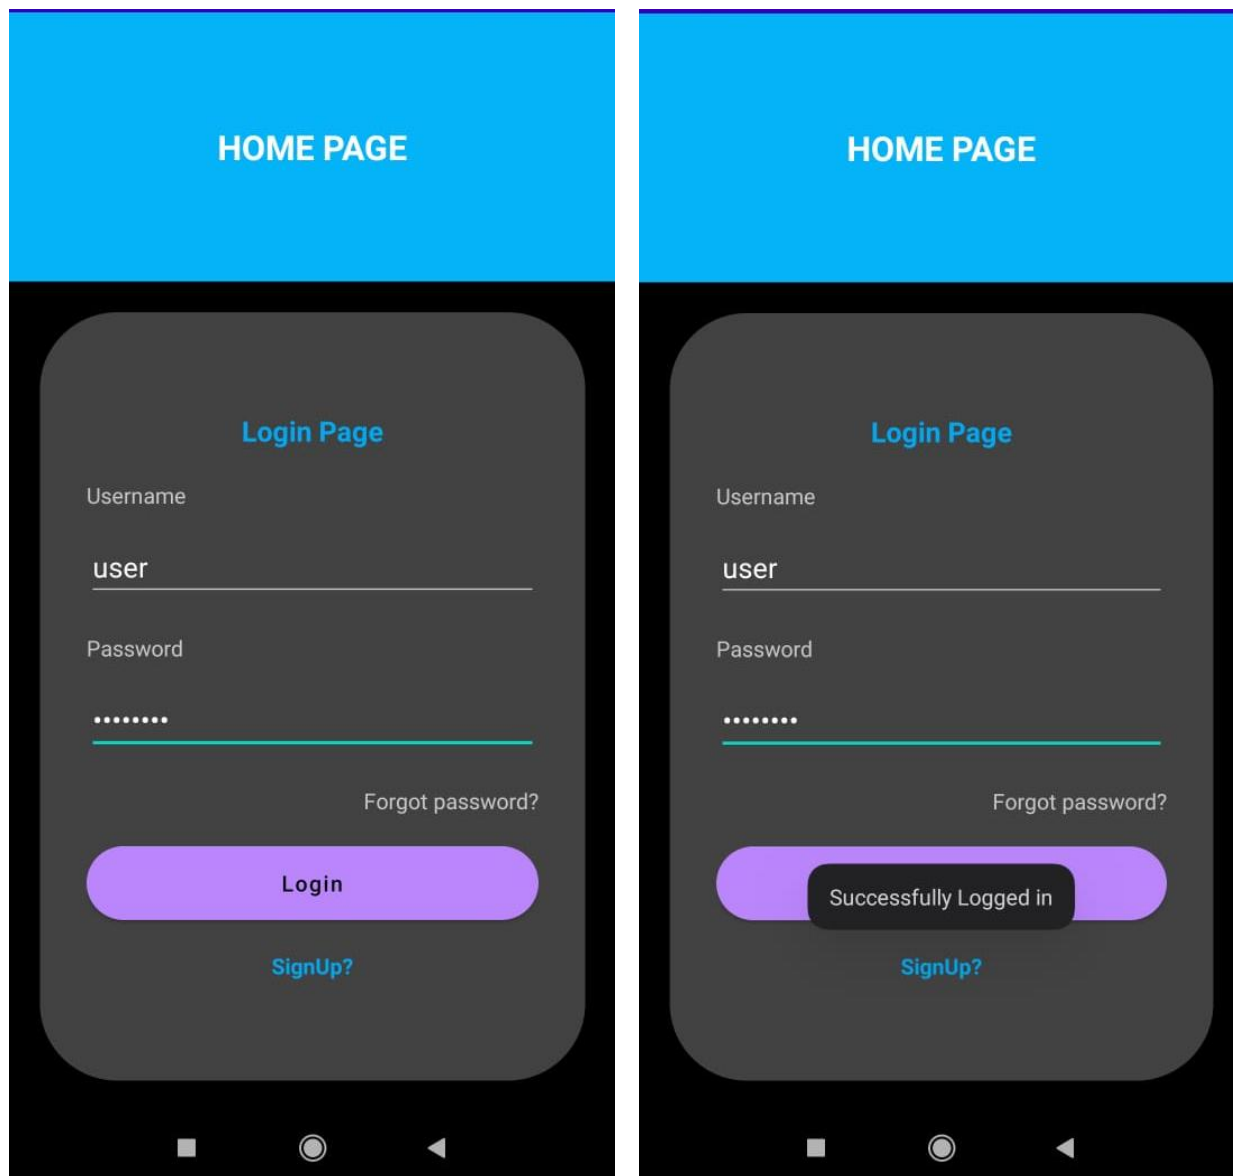 HOME PAGE
Login Page
Username
user
Password
••••••••
Forgot password?
Login
SignUp?
HOME PAGE
Login Page
Username
user
Password
••••••••
Forgot password?
Successfully Logged in
SignUp?